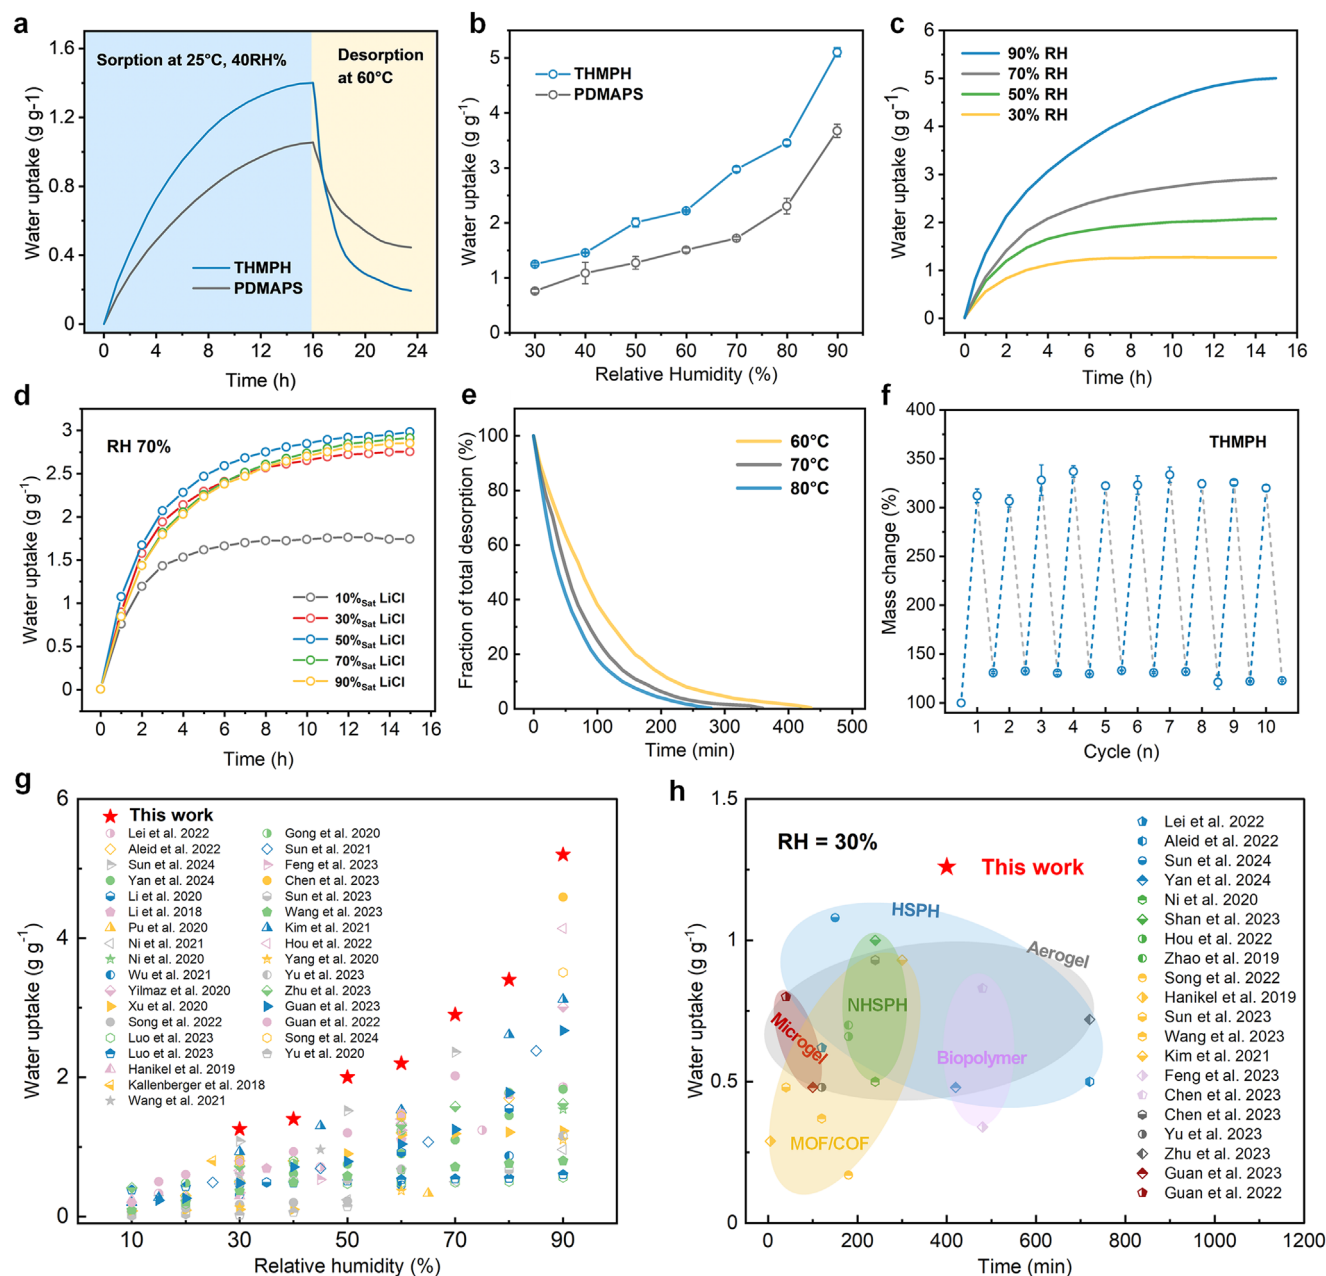 a
Sorption at 25°C, 40RH%
Desorption
at 60°C
THMPH
PDMAPS
Water uptake (g g-1)
1.6
1.2
0.8
0.4
0
0 4 8 12 16 20 24
Time (h)
b
THMPH
PDMAPS
Water uptake (g g⁻¹)
5
4
3
2
1
0
30 40 50 60 70 80 90
Relative Humidity (%)
c
90% RH
70% RH
50% RH
30% RH
Water uptake (g g⁻¹)
6
5
4
3
2
1
0
0 2 4 6 8 10 12 14 16
Time (h)
d
RH 70%
10%Sat LiCl
30%Sat LiCl
50%Sat LiCl
70%Sat LiCl
90%Sat LiCl
Water uptake (g g⁻¹)
3
2.5
2
1.5
1
0.5
0
0 2 4 6 8 10 12 14 16
Time (h)
e
60°C
70°C
80°C
Fraction of total desorption (%)
100
80
60
40
20
0
0 100 200 300 400 500
Time (min)
f
THMPH
Mass change (%)
400
350
300
250
200
150
100
1 2 3 4 5 6 7 8 9 10
Cycle (n)
g
This work
Lei et al. 2022
Aleid et al. 2022
Sun et al. 2024
Yan et al. 2024
Li et al. 2020
Li et al. 2018
Pu et al. 2020
Ni et al. 2021
Ni et al. 2020
Wu et al. 2021
Yilmaz et al. 2020
Xu et al. 2020
Song et al. 2022
Luo et al. 2023
Luo et al. 2023
Hanikel et al. 2019
Kallenberger et al. 2018
Wang et al. 2021
Gong et al. 2020
Sun et al. 2021
Feng et al. 2023
Chen et al. 2023
Sun et al. 2023
Wang et al. 2023
Kim et al. 2021
Hou et al. 2022
Yang et al. 2020
Yu et al. 2023
Zhu et al. 2023
Guan et al. 2023
Guan et al. 2022
Song et al. 2024
Yu et al. 2020
Water uptake (g g⁻¹)
6
4
2
0
10 30 50 70 90
Relative humidity (%)
h
RH = 30%
This work
HSPH
Aerogel
NHSPH
Microgel
Biopolymer
MOF/COF
Lei et al. 2022
Aleid et al. 2022
Sun et al. 2024
Yan et al. 2024
Ni et al. 2020
Shan et al. 2023
Hou et al. 2022
Zhao et al. 2019
Song et al. 2022
Hanikel et al. 2019
Sun et al. 2023
Wang et al. 2023
Kim et al. 2021
Feng et al. 2023
Chen et al. 2023
Chen et al. 2023
Yu et al. 2023
Zhu et al. 2023
Guan et al. 2023
Guan et al. 2022
Water uptake (g g⁻¹)
1.5
1
0.5
0
0 200 400 600 800 1000 1200
Time (min)